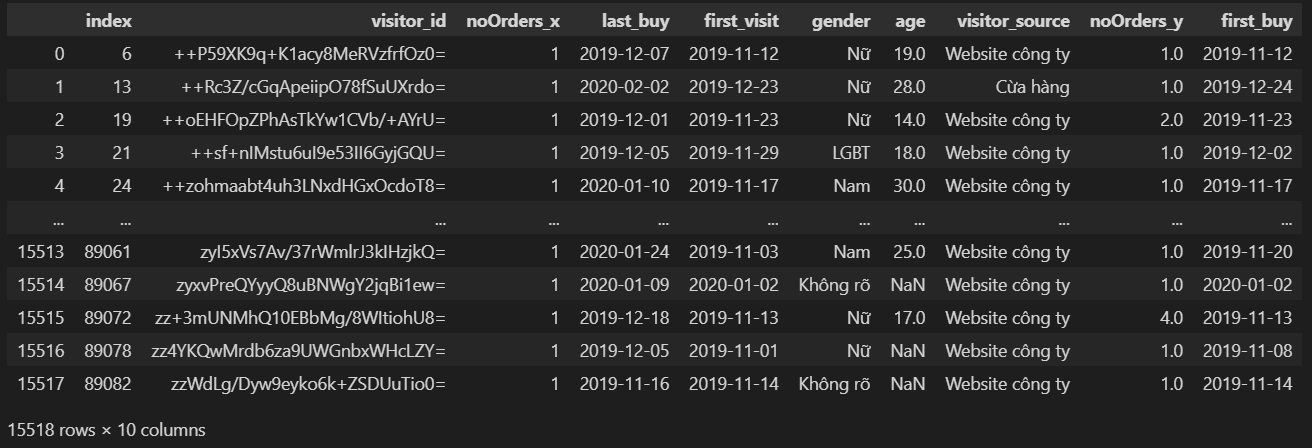 index visitor_id noOrders_x last_buy first_visit gender age visitor_source noOrders_y first_buy
0 6 ++P59XK9q+K1acy8MeRVzfrfOz0= 1 2019-12-07 2019-11-12 Nữ 19.0 Website công ty 1.0 2019-11-12
1 13 ++Rc3Z/cGqApeiipO78fSuUXrdo= 1 2020-02-02 2019-12-23 Nữ 28.0 Cửa hàng 1.0 2019-12-24
2 19 ++oEHFOpZPhAsTkYw1CVb/+AYrU= 1 2019-12-01 2019-11-23 Nữ 14.0 Website công ty 2.0 2019-11-23
3 21 ++sf+nIMstu6uI9e53II6GyjGQU= 1 2019-12-05 2019-11-29 LGBT 18.0 Website công ty 1.0 2019-12-02
4 24 ++zohmaabt4uh3LNxdHGxOcdoT8= 1 2020-01-10 2019-11-17 Nam 30.0 Website công ty 1.0 2019-11-17
... ... ... ... ... ... ... ... ... ... ...
15513 89061 zyI5xVs7Av/37rWmlrJ3kIHzjkQ= 1 2020-01-24 2019-11-03 Nam 25.0 Website công ty 1.0 2019-11-20
15514 89067 zyxvPreQYyyQ8uBNWgY2jqBi1ew= 1 2020-01-09 2020-01-02 Không rõ NaN Website công ty 1.0 2020-01-02
15515 89072 zz+3mUNMhQ10EBbMg/8WItiohU8= 1 2019-12-18 2019-11-13 Nữ 17.0 Website công ty 4.0 2019-11-13
15516 89078 zz4YKQwMrdb6za9UWGnbxWHcLZY= 1 2019-12-05 2019-11-01 Nữ NaN Website công ty 1.0 2019-11-08
15517 89082 zzWdLg/Dyw9eyko6k+ZSDUuTio0= 1 2019-11-16 2019-11-14 Không rõ NaN Website công ty 1.0 2019-11-14
15518 rows × 10 columns